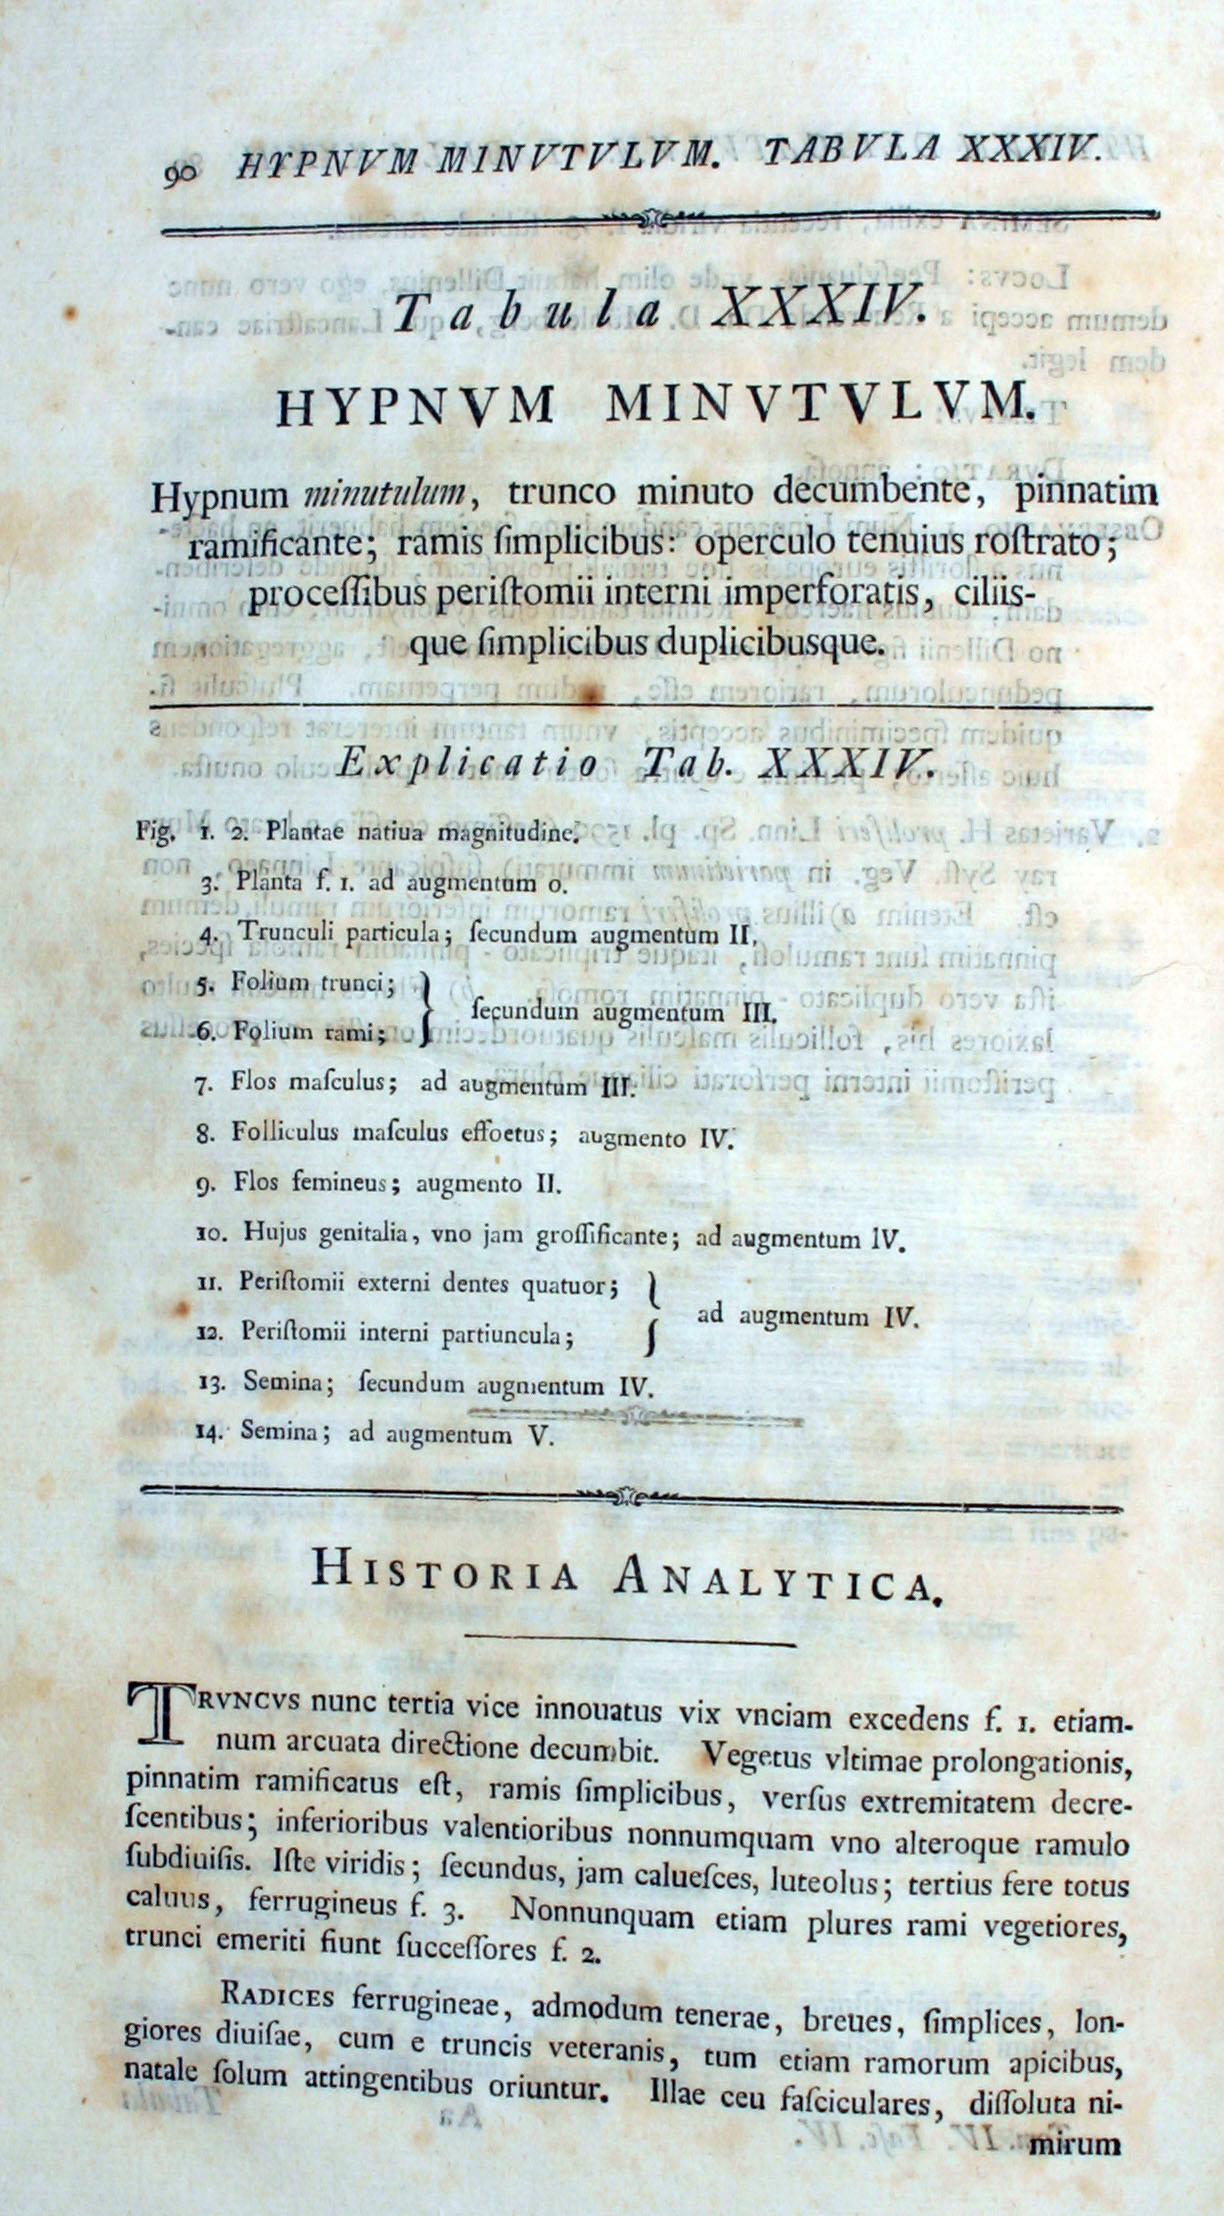 90 HYPNVM MINVTVLVM. TABVLA XXXIV.
Tabula XXXIV.
HYPNVM MINVTVLVM.
Hypnum minutulum, trunco minuto decumbente, pinnatim
ramificante; ramis ſimplicibus: operculo tenuius roſtrato;
proceſſibus periſtomii interni imperforatis, ciliis-
que ſimplicibus duplicibusque.
Explicatio Tab. XXXIV.
Fig. 1. 2. Plantae natiua magnitudine.
3. Planta f. 1. ad augmentum 0.
4. Trunculi particula; ſecundum augmentum II.
5. Folium trunci;
6. Folium rami;
} ſecundum augmentum III.
7. Flos maſculus; ad augmentum III.
8. Folliculus maſculus effoetus; augmento IV.
9. Flos femineus; augmento II.
10. Hujus genitalia, vno jam groſſificante; ad augmentum IV.
11. Periſtomii externi dentes quatuor;
12. Periſtomii interni partiuncula;
} ad augmentum IV.
13. Semina; ſecundum augmentum IV.
14. Semina; ad augmentum V.
HISTORIA ANALYTICA.
TRVNCVS nunc tertia vice innouatus vix vnciam excedens f. 1. etiam-
num arcuata directione decumbit. Vegetus vltimae prolongationis,
pinnatim ramificatus eſt, ramis ſimplicibus, verſus extremitatem decre-
ſcentibus; inferioribus valentioribus nonnumquam vno alteroque ramulo
ſubdiuiſis. Iſte viridis; ſecundus, jam calueſces, luteolus; tertius fere totus
caluus, ferrugineus f. 3. Nonnunquam etiam plures rami vegetiores,
trunci emeriti fiunt ſucceſſores f. 2.
RADICES ferrugineae, admodum tenerae, breues, ſimplices, lon-
giores diuiſae, cum e truncis veteranis, tum etiam ramorum apicibus,
natale ſolum attingentibus oriuntur. Illae ceu faſciculares, diſſoluta ni-
mirum